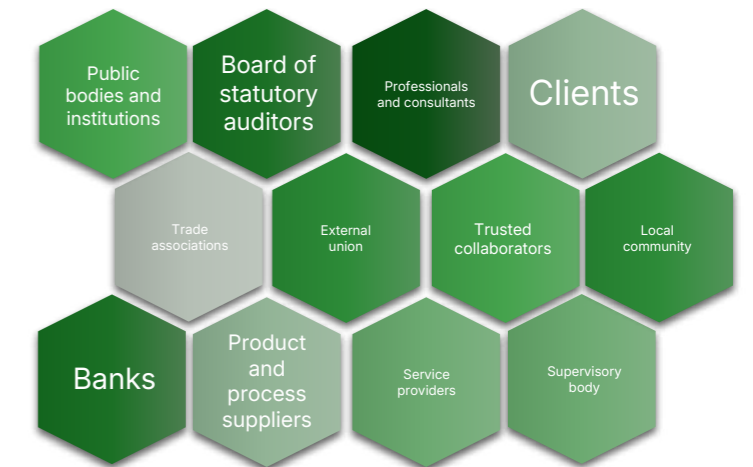 Public
bodies and
institutions
Board of
statutory
auditors
Professionals
and consultants
Clients
Trade
associations
External
union
Trusted
collaborators
Local
community
Banks
Product
and
process
suppliers
Service
providers
Supervisory
body